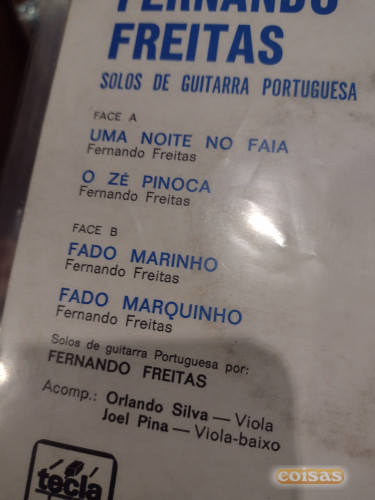 FERNANDO
FREITAS
SOLOS DE GUITARRA PORTUGUESA
FACE A
UMA NOITE NO FAIA
Fernando Freitas
O ZÉ PINOCA
Fernando Freitas
FACE B
FADO MARINHO
Fernando Freitas
FADO MARQUINHO
Fernando Freitas
Solos de guitarra Portuguesa por:
FERNANDO FREITAS
Acomp.: Orlando Silva — Viola
Joel Pina — Viola-baixo
tecla
coisas